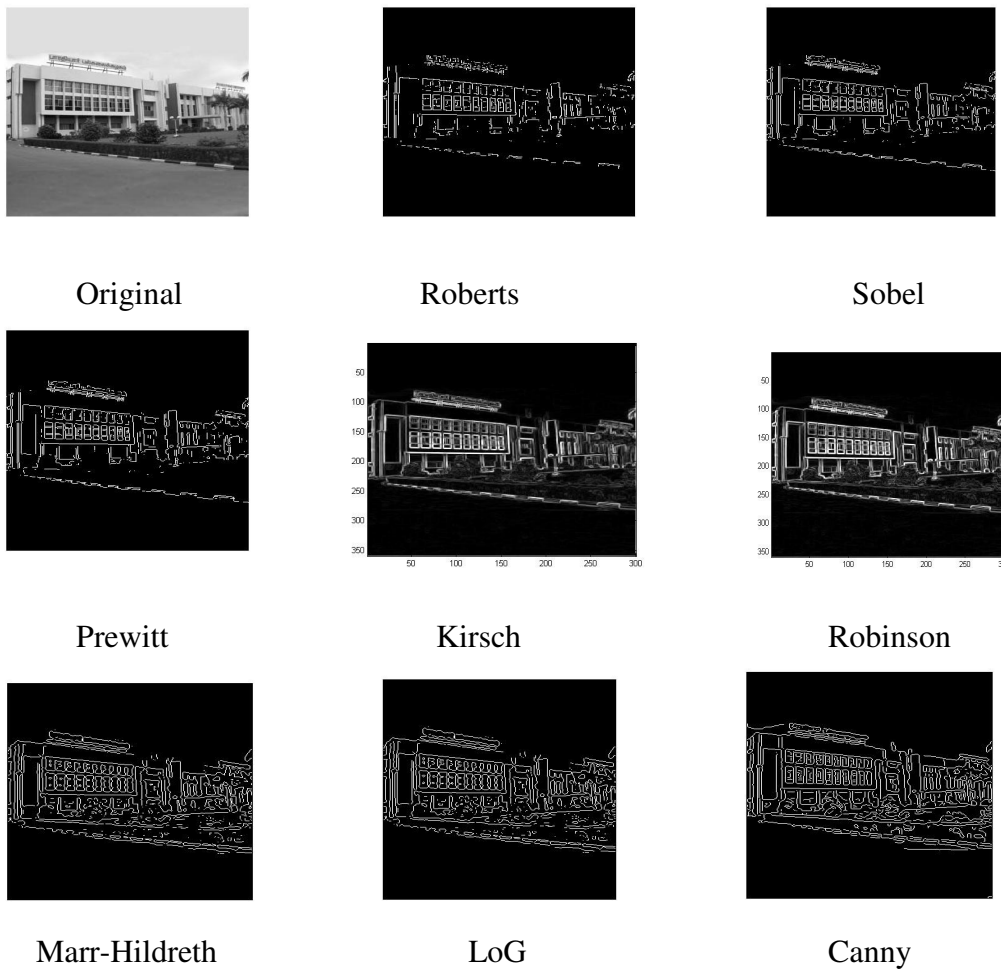 Original Roberts Sobel
50
100
150
200
250
300
350
50 100 150 200 250 300
50
100
150
200
250
300
350
50 100 150 200 250
Prewitt Kirsch Robinson
Marr-Hildreth LoG Canny